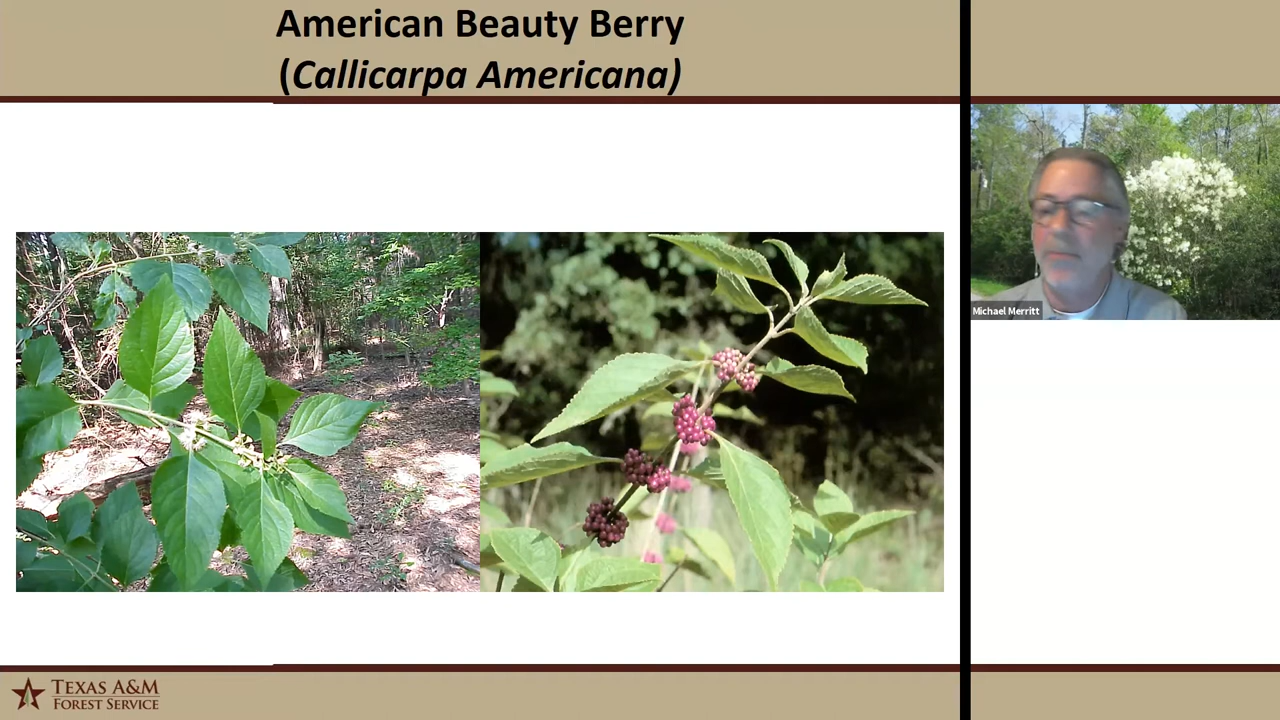 American Beauty Berry
(Callicarpa Americana)
Michael Merritt
TEXAS A&M
FOREST SERVICE